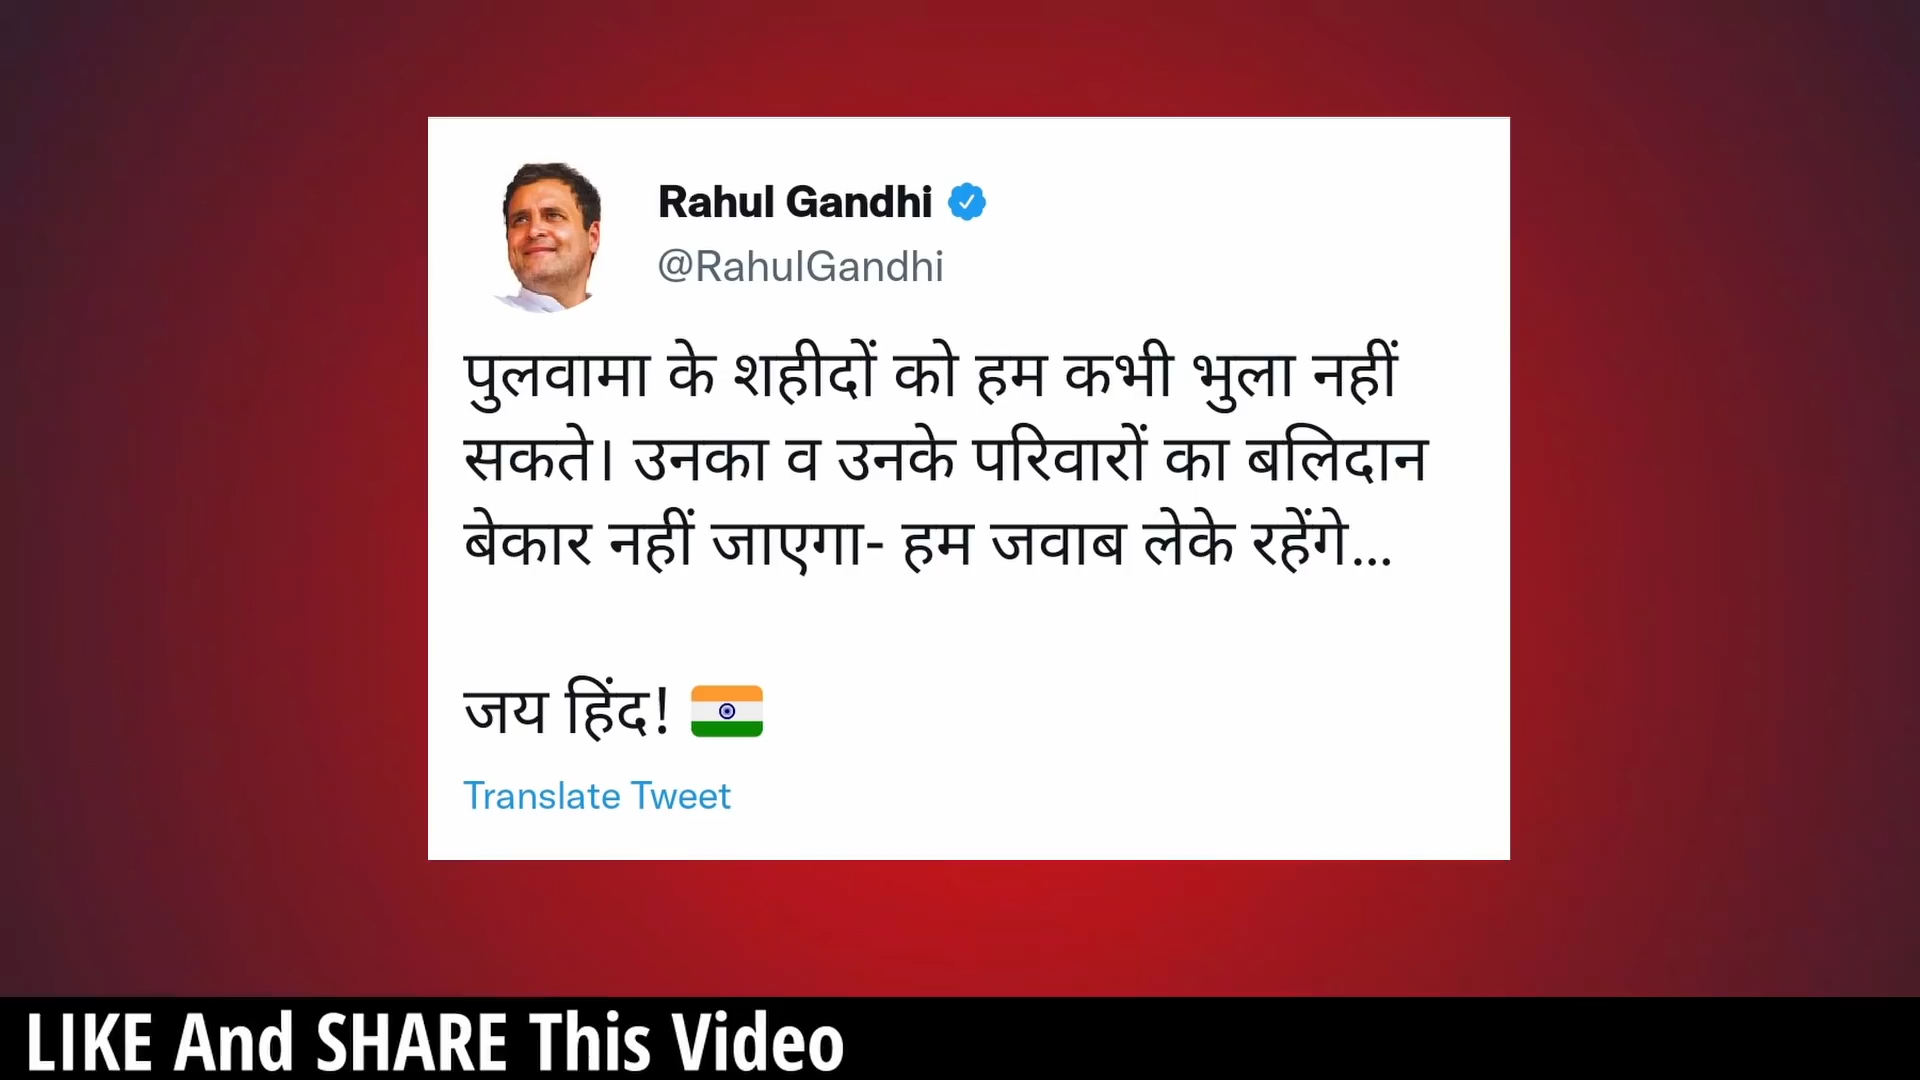 Rahul Gandhi
@RahulGandhi
पुलवामा के शहीदों को हम कभी भुला नहीं
सकते। उनका व उनके परिवारों का बलिदान
बेकार नहीं जाएगा- हम जवाब लेके रहेंगे...
जय हिंद!
Translate Tweet
LIKE And SHARE This Video